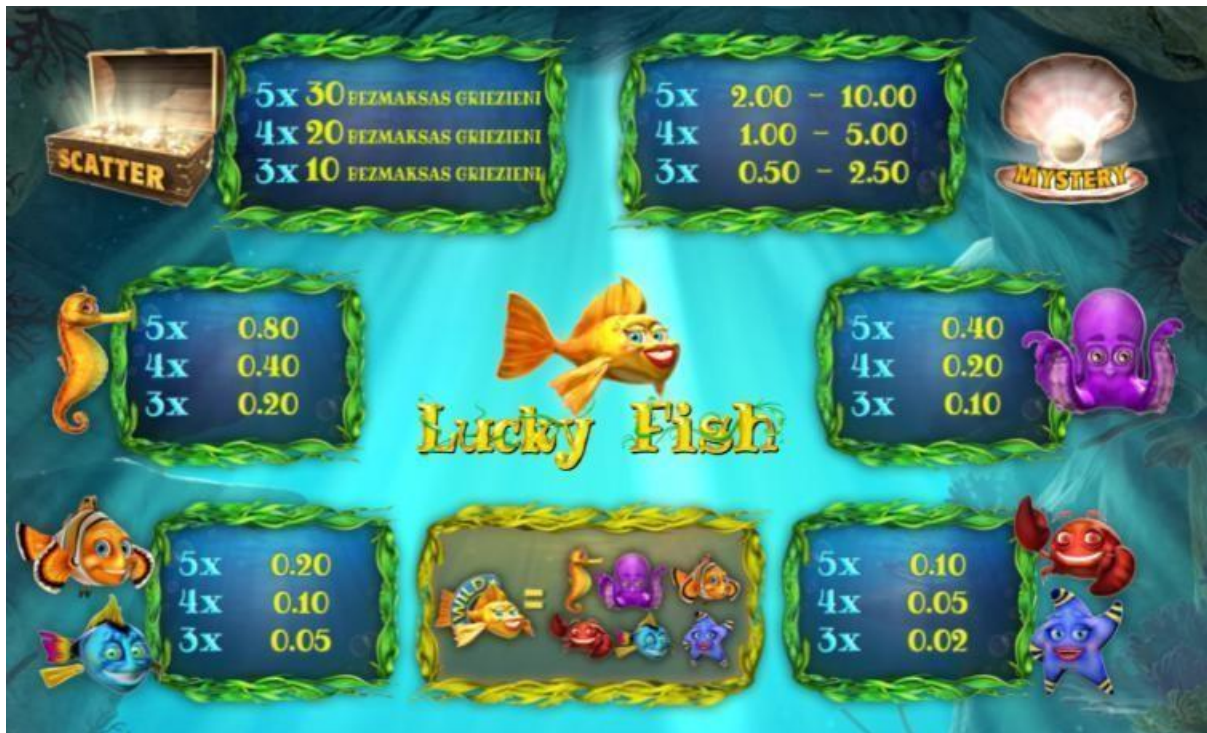 SCATTER
5x 30 BEZMAKSAS GRIEZIENI
4x 20 BEZMAKSAS GRIEZIENI
3x 10 BEZMAKSAS GRIEZIENI
5x 2.00 - 10.00
4x 1.00 - 5.00
3x 0.50 - 2.50
MYSTERY
5x 0.80
4x 0.40
3x 0.20
Lucky Fish
5x 0.40
4x 0.20
3x 0.10
5x 0.20
4x 0.10
3x 0.05
WILD =
5x 0.10
4x 0.05
3x 0.02